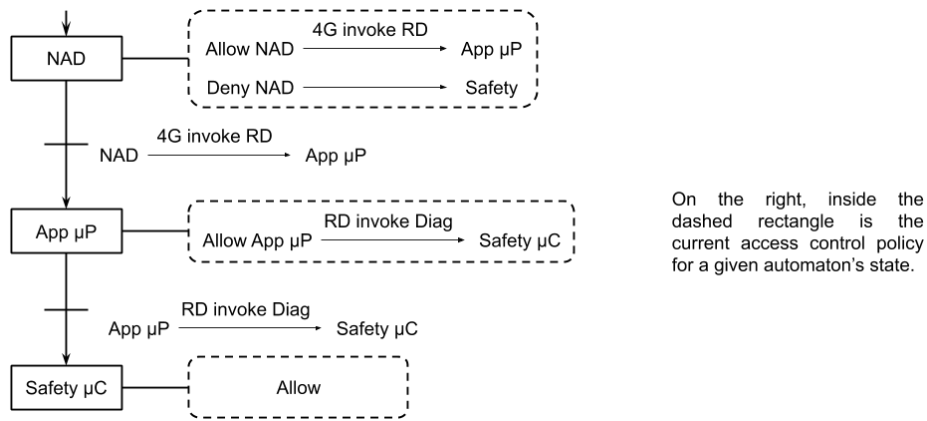 NAD
4G invoke RD
Allow NAD App μP
Deny NAD Safety
4G invoke RD
NAD App μP
App μP
RD invoke Diag
Allow App μP Safety μC
On the right, inside the
dashed rectangle is the
current access control policy
for a given automaton's state.
RD invoke Diag
App μP Safety μC
Safety μC
Allow